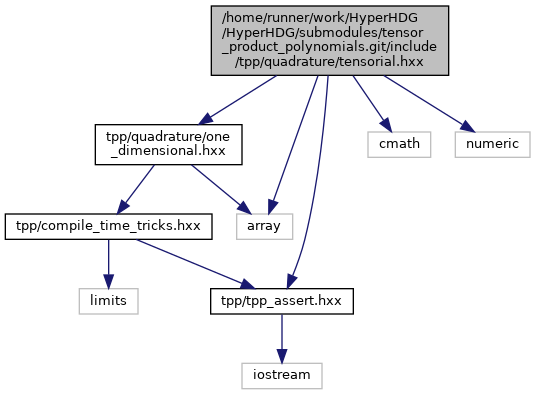 /home/runner/work/HyperHDG
/HyperHDG/submodules/tensor
_product_polynomials.git/include
/tpp/quadrature/tensorial.hxx
tpp/quadrature/one
_dimensional.hxx
cmath
numeric
tpp/compile_time_tricks.hxx
array
limits
tpp/tpp_assert.hxx
iostream